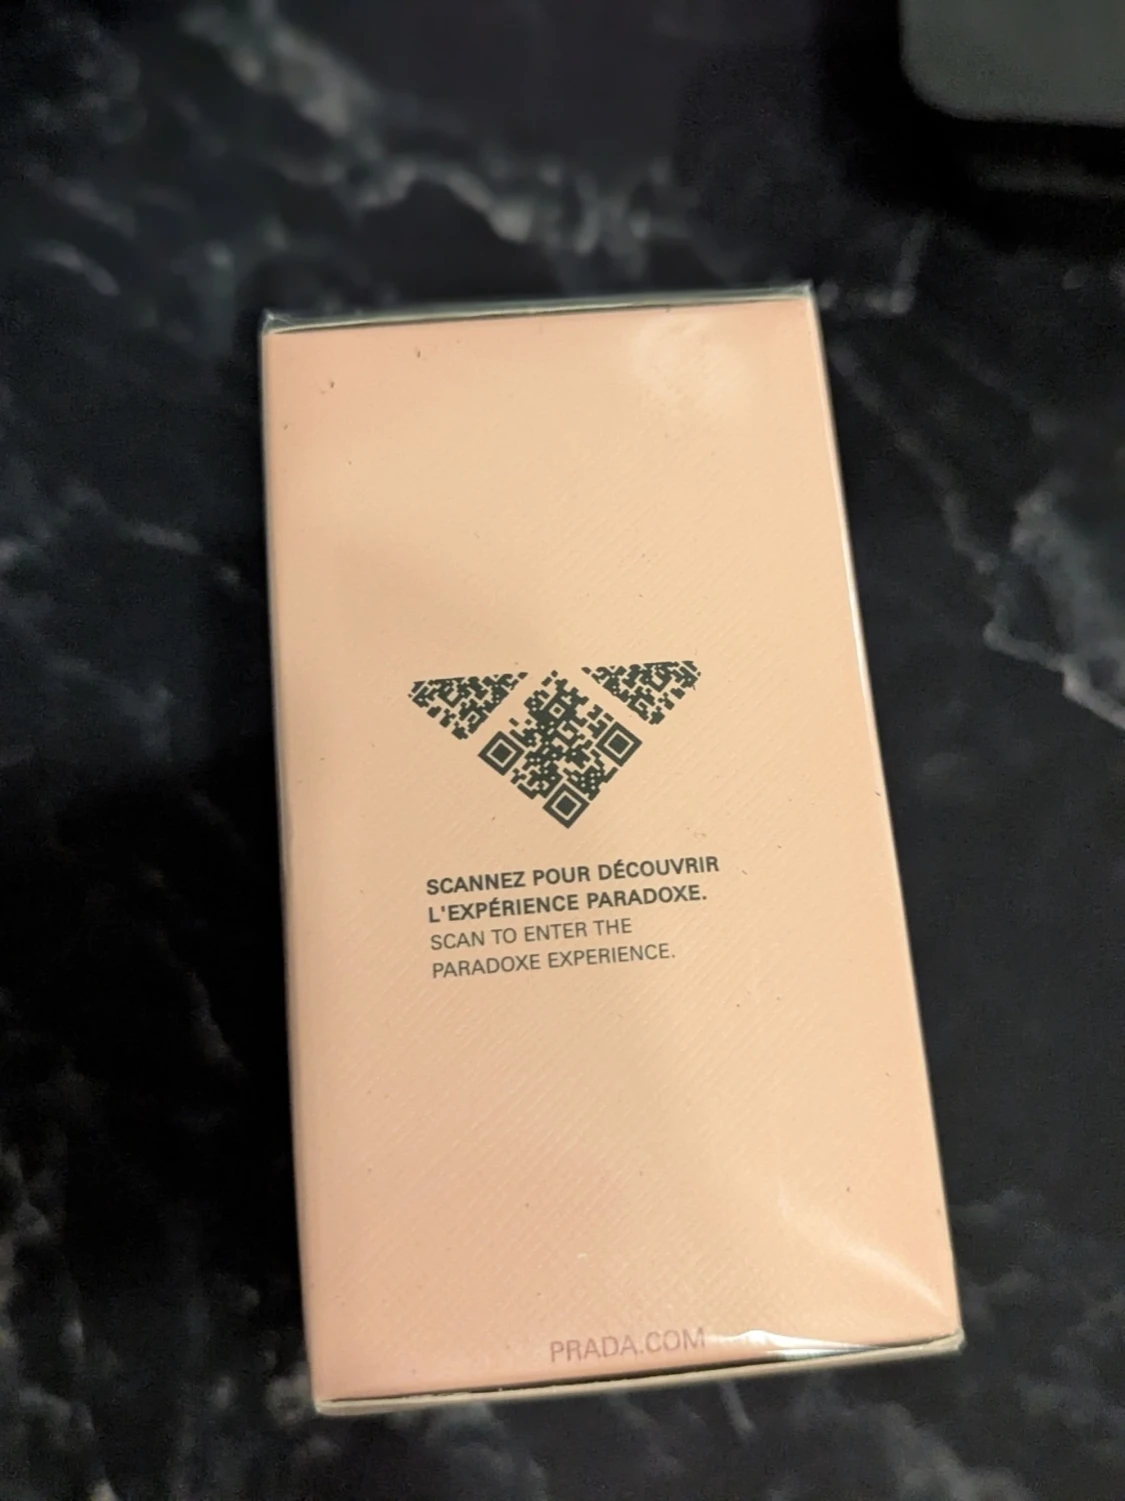 SCANNEZ POUR DÉCOUVRIR
L'EXPÉRIENCE PARADOXE.
SCAN TO ENTER THE
PARADOXE EXPERIENCE.
PRADA.COM